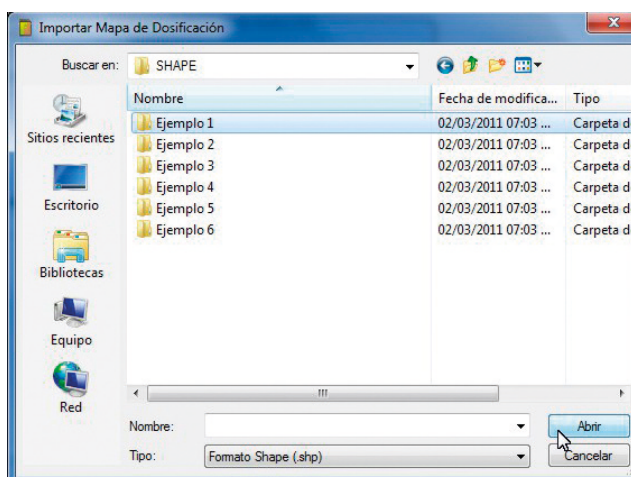 Importar Mapa de Dosificación
Buscar en: SHAPE
Nombre Fecha de modifica... Tipo
Ejemplo 1 02/03/2011 07:03 ... Carpeta d
Ejemplo 2 02/03/2011 07:03 ... Carpeta d
Ejemplo 3 02/03/2011 07:03 ... Carpeta d
Ejemplo 4 02/03/2011 07:03 ... Carpeta d
Ejemplo 5 02/03/2011 07:03 ... Carpeta d
Ejemplo 6 02/03/2011 07:03 ... Carpeta d
Sitios recientes
Escritorio
Bibliotecas
Equipo
Red
Nombre: Abrir
Tipo: Formato Shape (.shp) Cancelar